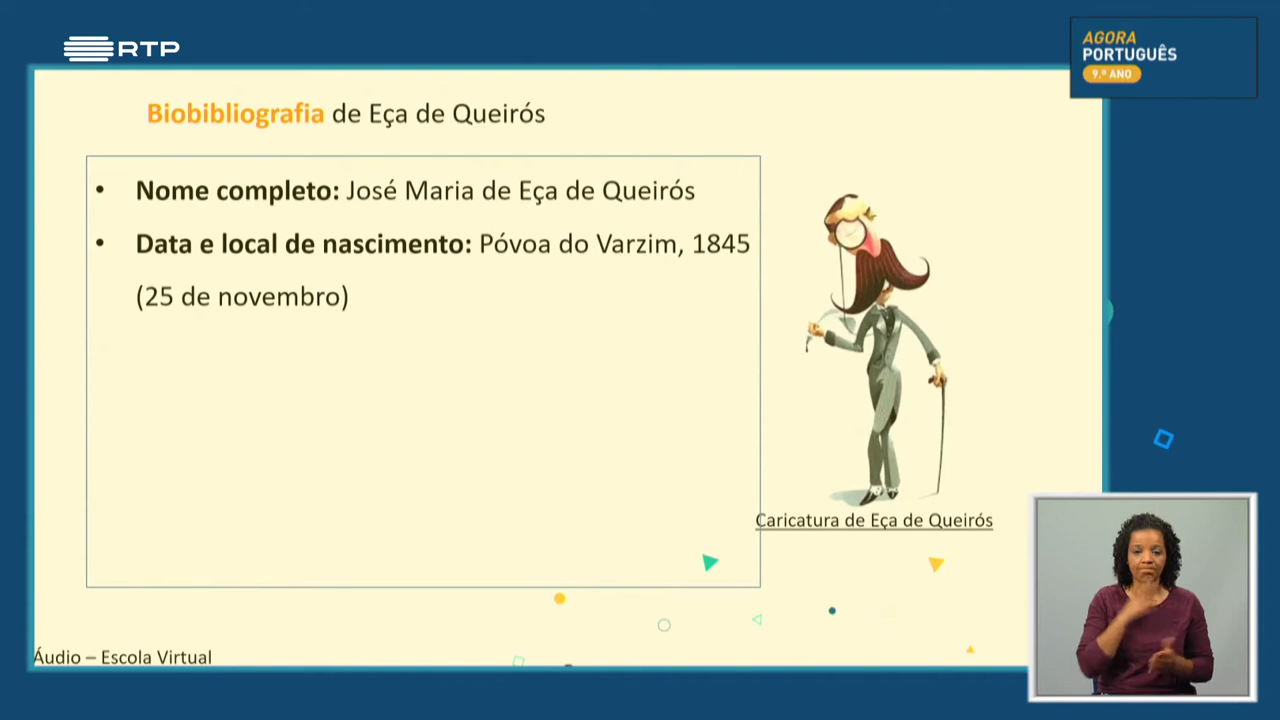 RTP
AGORA
PORTUGUÊS
9.º ANO
Biobibliografia de Eça de Queirós
• Nome completo: José Maria de Eça de Queirós
• Data e local de nascimento: Póvoa do Varzim, 1845
(25 de novembro)
Caricatura de Eça de Queirós
Áudio – Escola Virtual